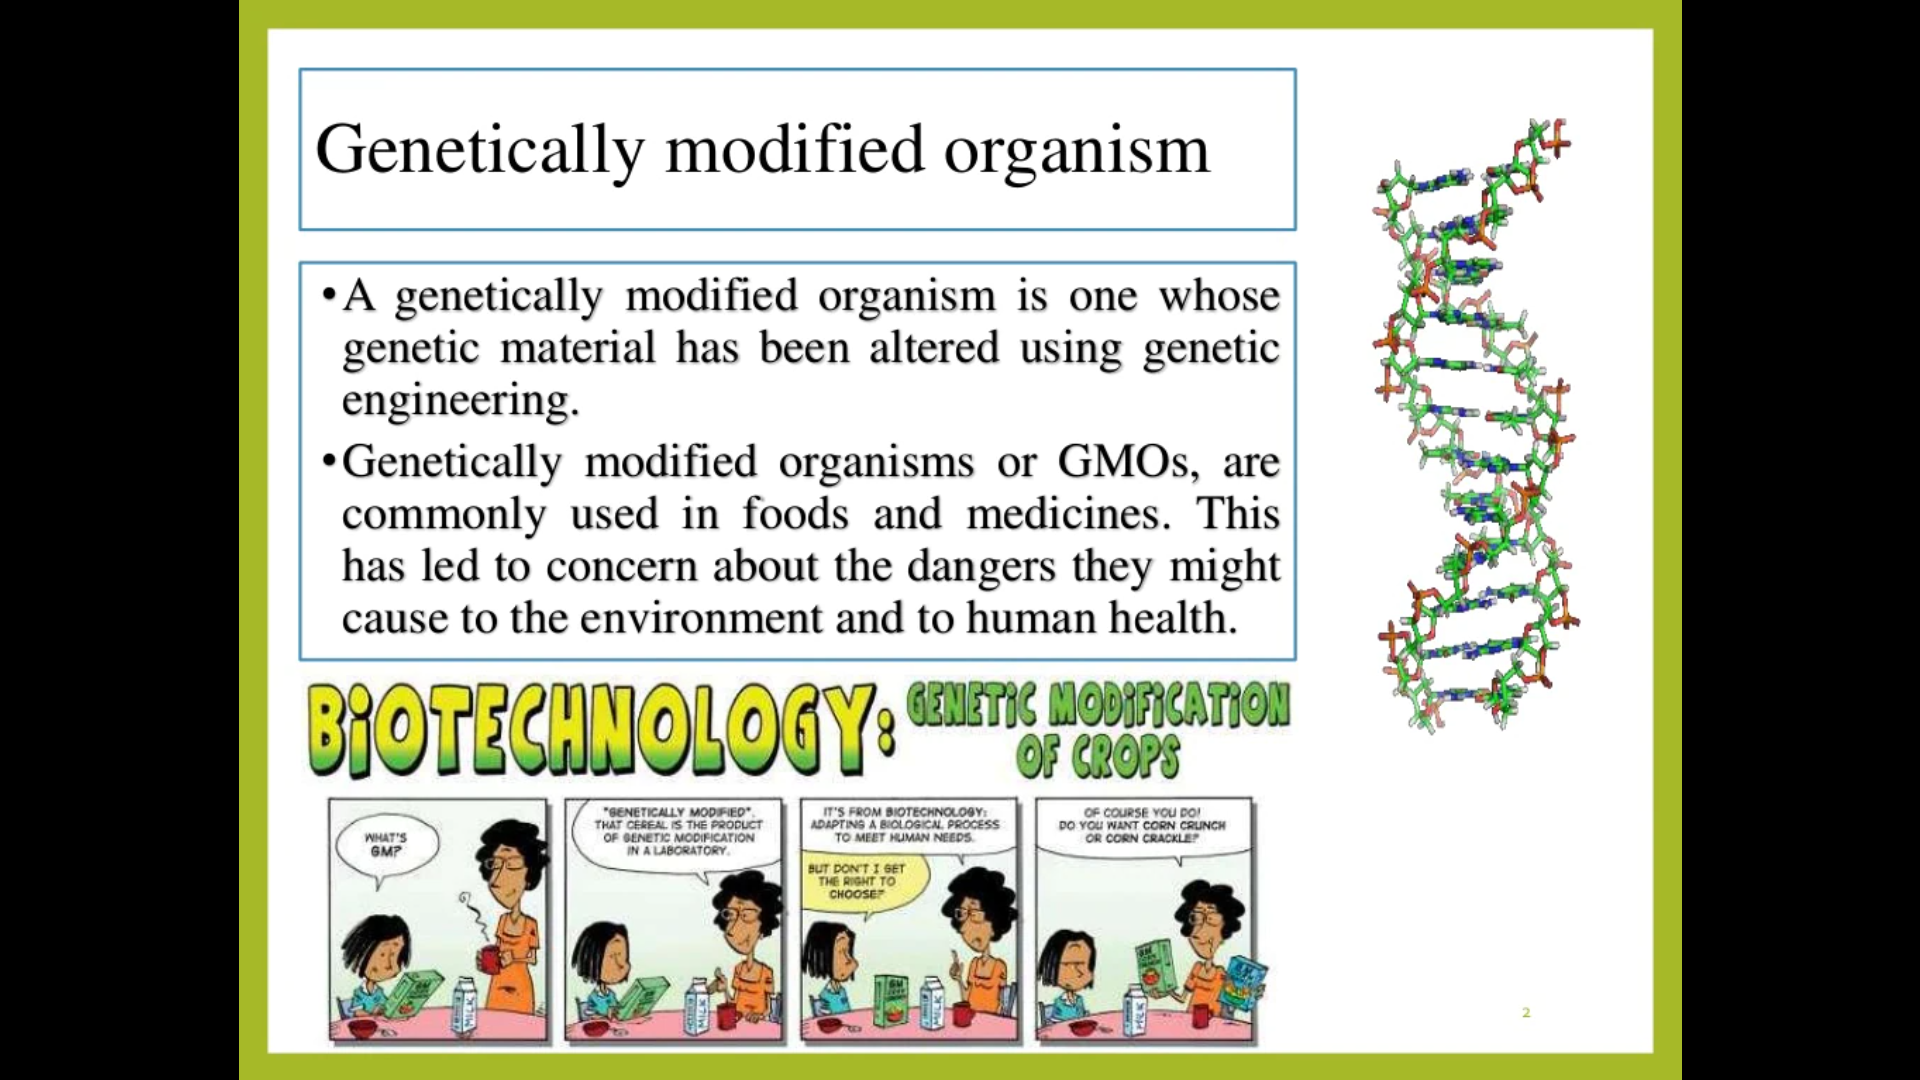 Genetically modified organism
•A genetically modified organism is one whose
genetic material has been altered using genetic
engineering.
•Genetically modified organisms or GMOs, are
commonly used in foods and medicines. This
has led to concern about the dangers they might
cause to the environment and to human health.
BiOTECHNOLOGY: GENETiC MODiFiCATiON
OF CROPS
WHAT'S
GM?
"GENETICALLY MODIFIED".
THAT CEREAL IS THE PRODUCT
OF GENETIC MODIFICATION
IN A LABORATORY.
IT'S FROM BIOTECHNOLOGY:
ADAPTING A BIOLOGICAL PROCESS
TO MEET HUMAN NEEDS.
BUT DON'T I GET
THE RIGHT TO
CHOOSE?
OF COURSE YOU DO!
DO YOU WANT CORN CRUNCH
OR CORN CRACKLE?
GM
MILK
MILK
GM
MILK
GM
MILK
2